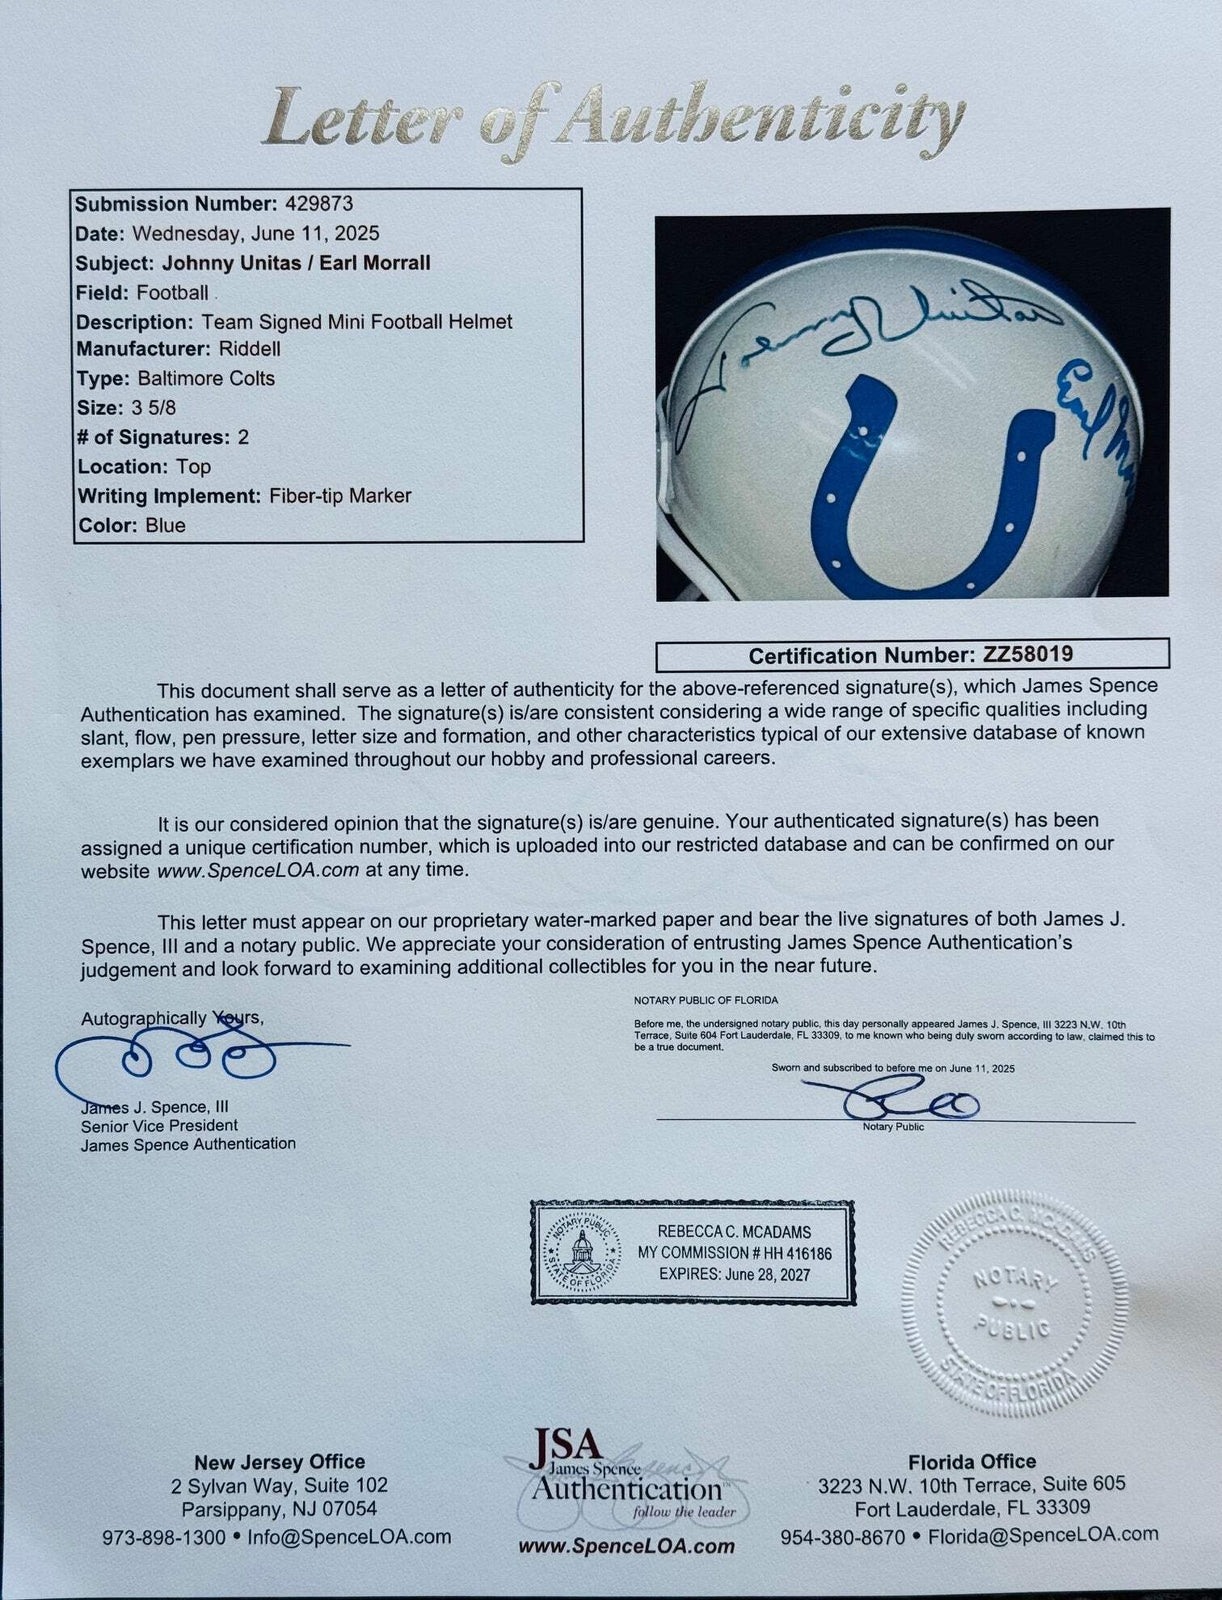 Letter of Authenticity
Submission Number: 429873
Date: Wednesday, June 11, 2025
Subject: Johnny Unitas / Earl Morrall
Field: Football
Description: Team Signed Mini Football Helmet
Manufacturer: Riddell
Type: Baltimore Colts
Size: 3 5/8
# of Signatures: 2
Location: Top
Writing Implement: Fiber-tip Marker
Color: Blue
Johnny Unitas
Earl
Certification Number: ZZ58019
This document shall serve as a letter of authenticity for the above-referenced signature(s), which James Spence
Authentication has examined. The signature(s) is/are consistent considering a wide range of specific qualities including
slant, flow, pen pressure, letter size and formation, and other characteristics typical of our extensive database of known
exemplars we have examined throughout our hobby and professional careers.
It is our considered opinion that the signature(s) is/are genuine. Your authenticated signature(s) has been
assigned a unique certification number, which is uploaded into our restricted database and can be confirmed on our
website www.SpenceLOA.com at any time.
This letter must appear on our proprietary water-marked paper and bear the live signatures of both James J.
Spence, III and a notary public. We appreciate your consideration of entrusting James Spence Authentication's
judgement and look forward to examining additional collectibles for you in the near future.
Autographically Yours,
James J. Spence, III
Senior Vice President
James Spence Authentication
NOTARY PUBLIC OF FLORIDA
Before me, the undersigned notary public, this day personally appeared James J. Spence, III 3223 N.W. 10th
Terrace, Suite 604 Fort Lauderdale, FL 33309, to me known who being duly sworn according to law, claimed this to
be a true document.
Sworn and subscribed to before me on June 11, 2025
Notary Public
NOTARY PUBLIC
STATE OF FLORIDA
REBECCA C. MCADAMS
MY COMMISSION # HH 416186
EXPIRES: June 28, 2027
REBECCA C. MCADAMS
NOTARY
PUBLIC
STATE OF FLORIDA
New Jersey Office
2 Sylvan Way, Suite 102
Parsippany, NJ 07054
973-898-1300 • Info@SpenceLOA.com
JSA
James Spence
Authentication™
follow the leader
www.SpenceLOA.com
Florida Office
3223 N.W. 10th Terrace, Suite 605
Fort Lauderdale, FL 33309
954-380-8670 • Florida@SpenceLOA.com